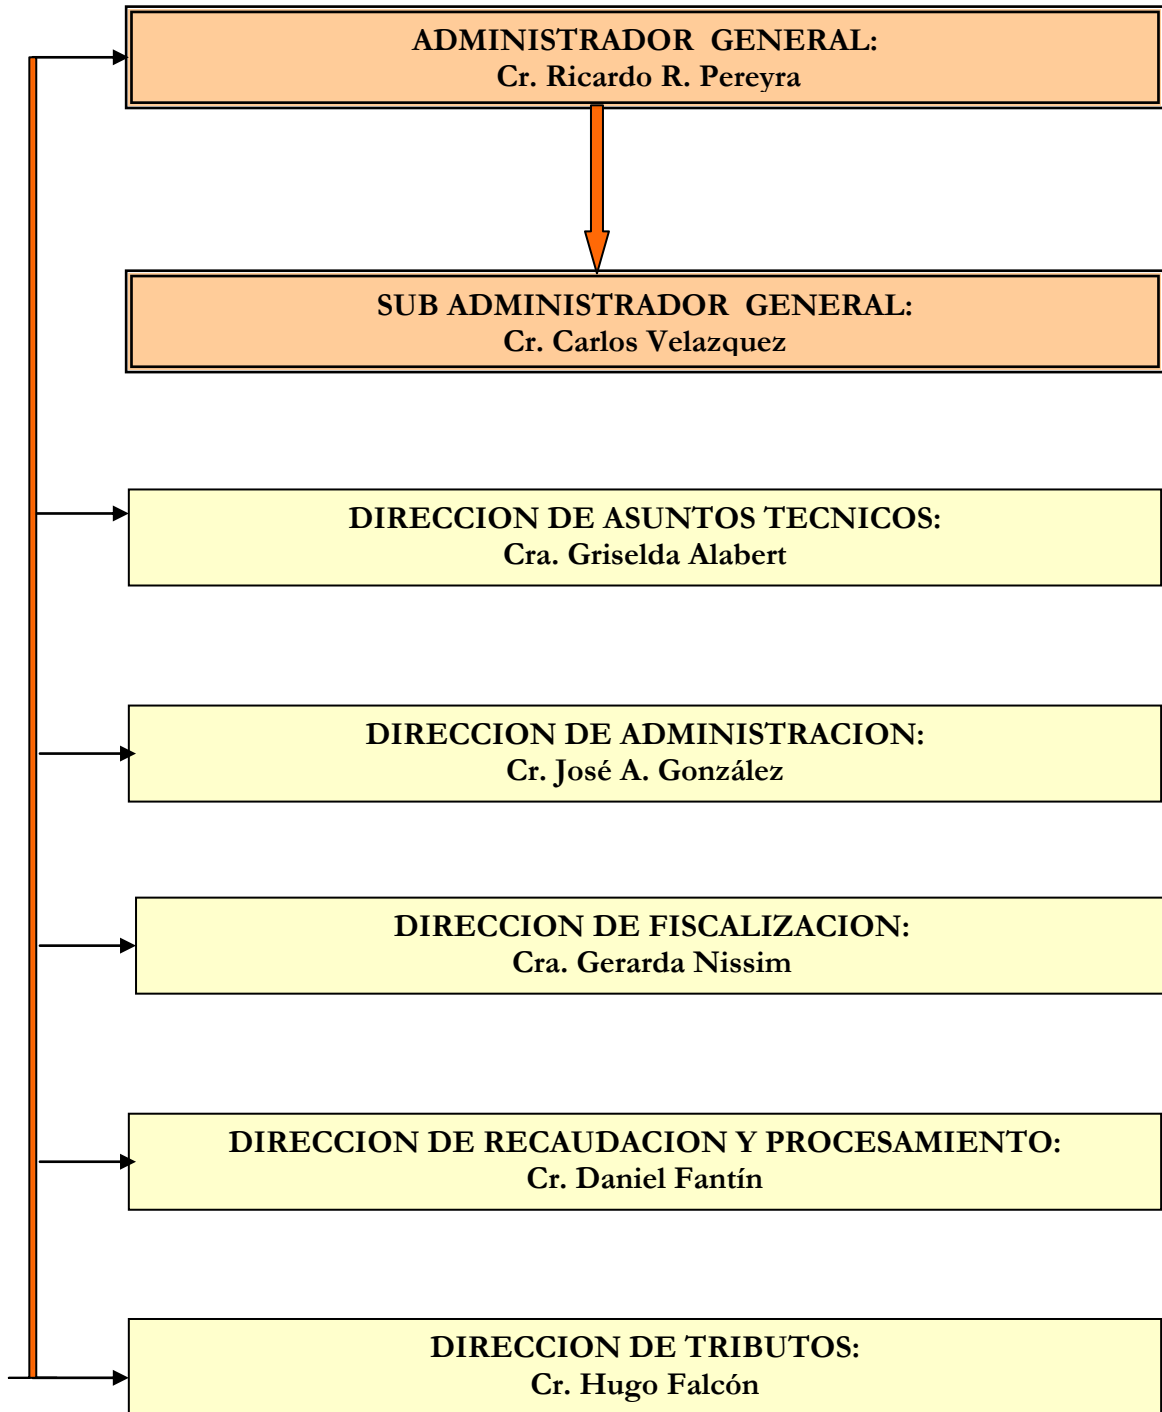 ADMINISTRADOR GENERAL:
Cr. Ricardo R. Pereyra
SUB ADMINISTRADOR GENERAL:
Cr. Carlos Velazquez
DIRECCION DE ASUNTOS TECNICOS:
Cra. Griselda Alabert
DIRECCION DE ADMINISTRACION:
Cr. José A. González
DIRECCION DE FISCALIZACION:
Cra. Gerarda Nissim
DIRECCION DE RECAUDACION Y PROCESAMIENTO:
Cr. Daniel Fantín
DIRECCION DE TRIBUTOS:
Cr. Hugo Falcón